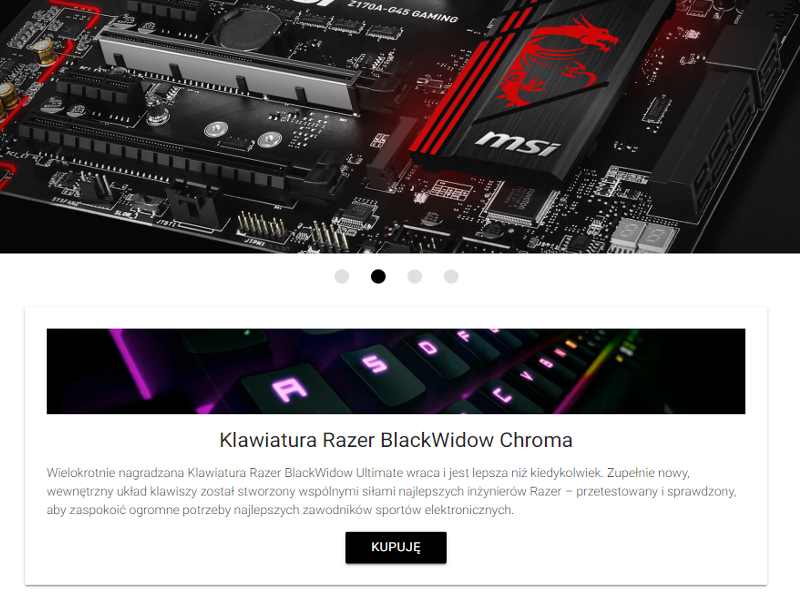 Z170A-G45 GAMING
msi
JTPM1
A S D F
Klawiatura Razer BlackWidow Chroma
Wielokrotnie nagradzana Klawiatura Razer BlackWidow Ultimate wraca i jest lepsza niż kiedykolwiek. Zupełnie nowy,
wewnętrzny układ klawiszy został stworzony wspólnymi siłami najlepszych inżynierów Razer – przetestowany i sprawdzony,
aby zaspokoić ogromne potrzeby najlepszych zawodników sportów elektronicznych.
KUPUJĘ